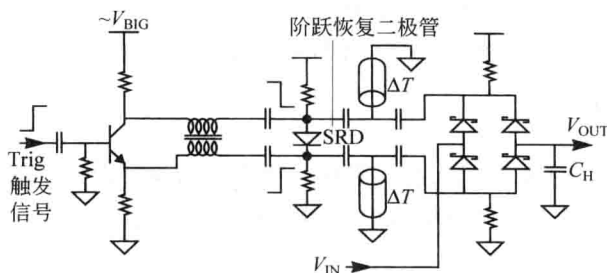 ~V_BIG
阶跃恢复二极管
ΔT
SRD
V_OUT
Trig
触发
信号
C_H
ΔT
V_IN